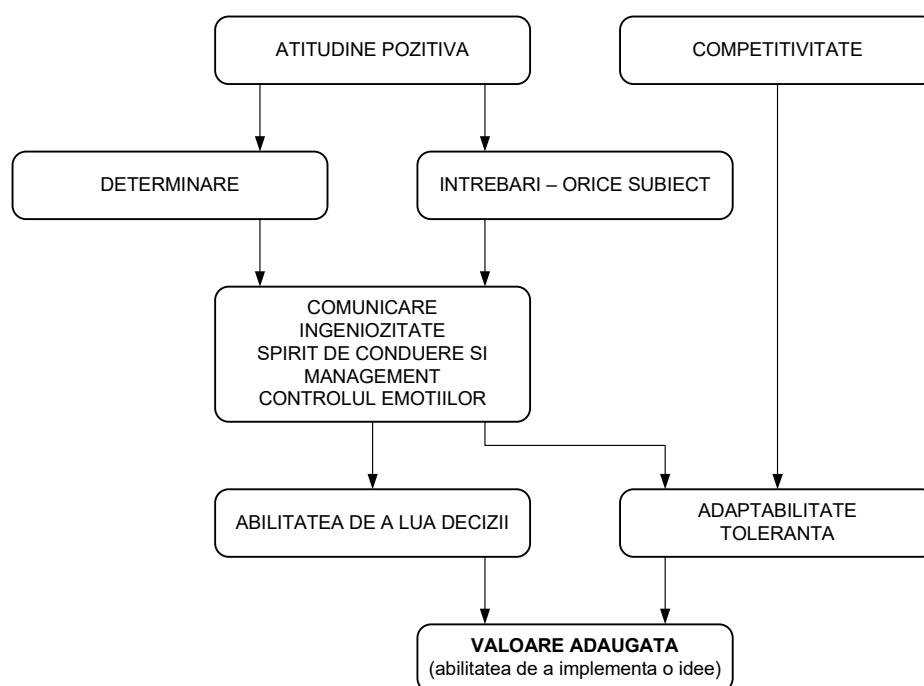 ATITUDINE POZITIVA
COMPETITIVITATE
DETERMINARE
INTREBARI – ORICE SUBIECT
COMUNICARE
INGENIOZITATE
SPIRIT DE CONDUERE SI
MANAGEMENT
CONTROLUL EMOTIILOR
ABILITATEA DE A LUA DECIZII
ADAPTABILITATE
TOLERANTA
VALOARE ADAUGATA
(abilitatea de a implementa o idee)